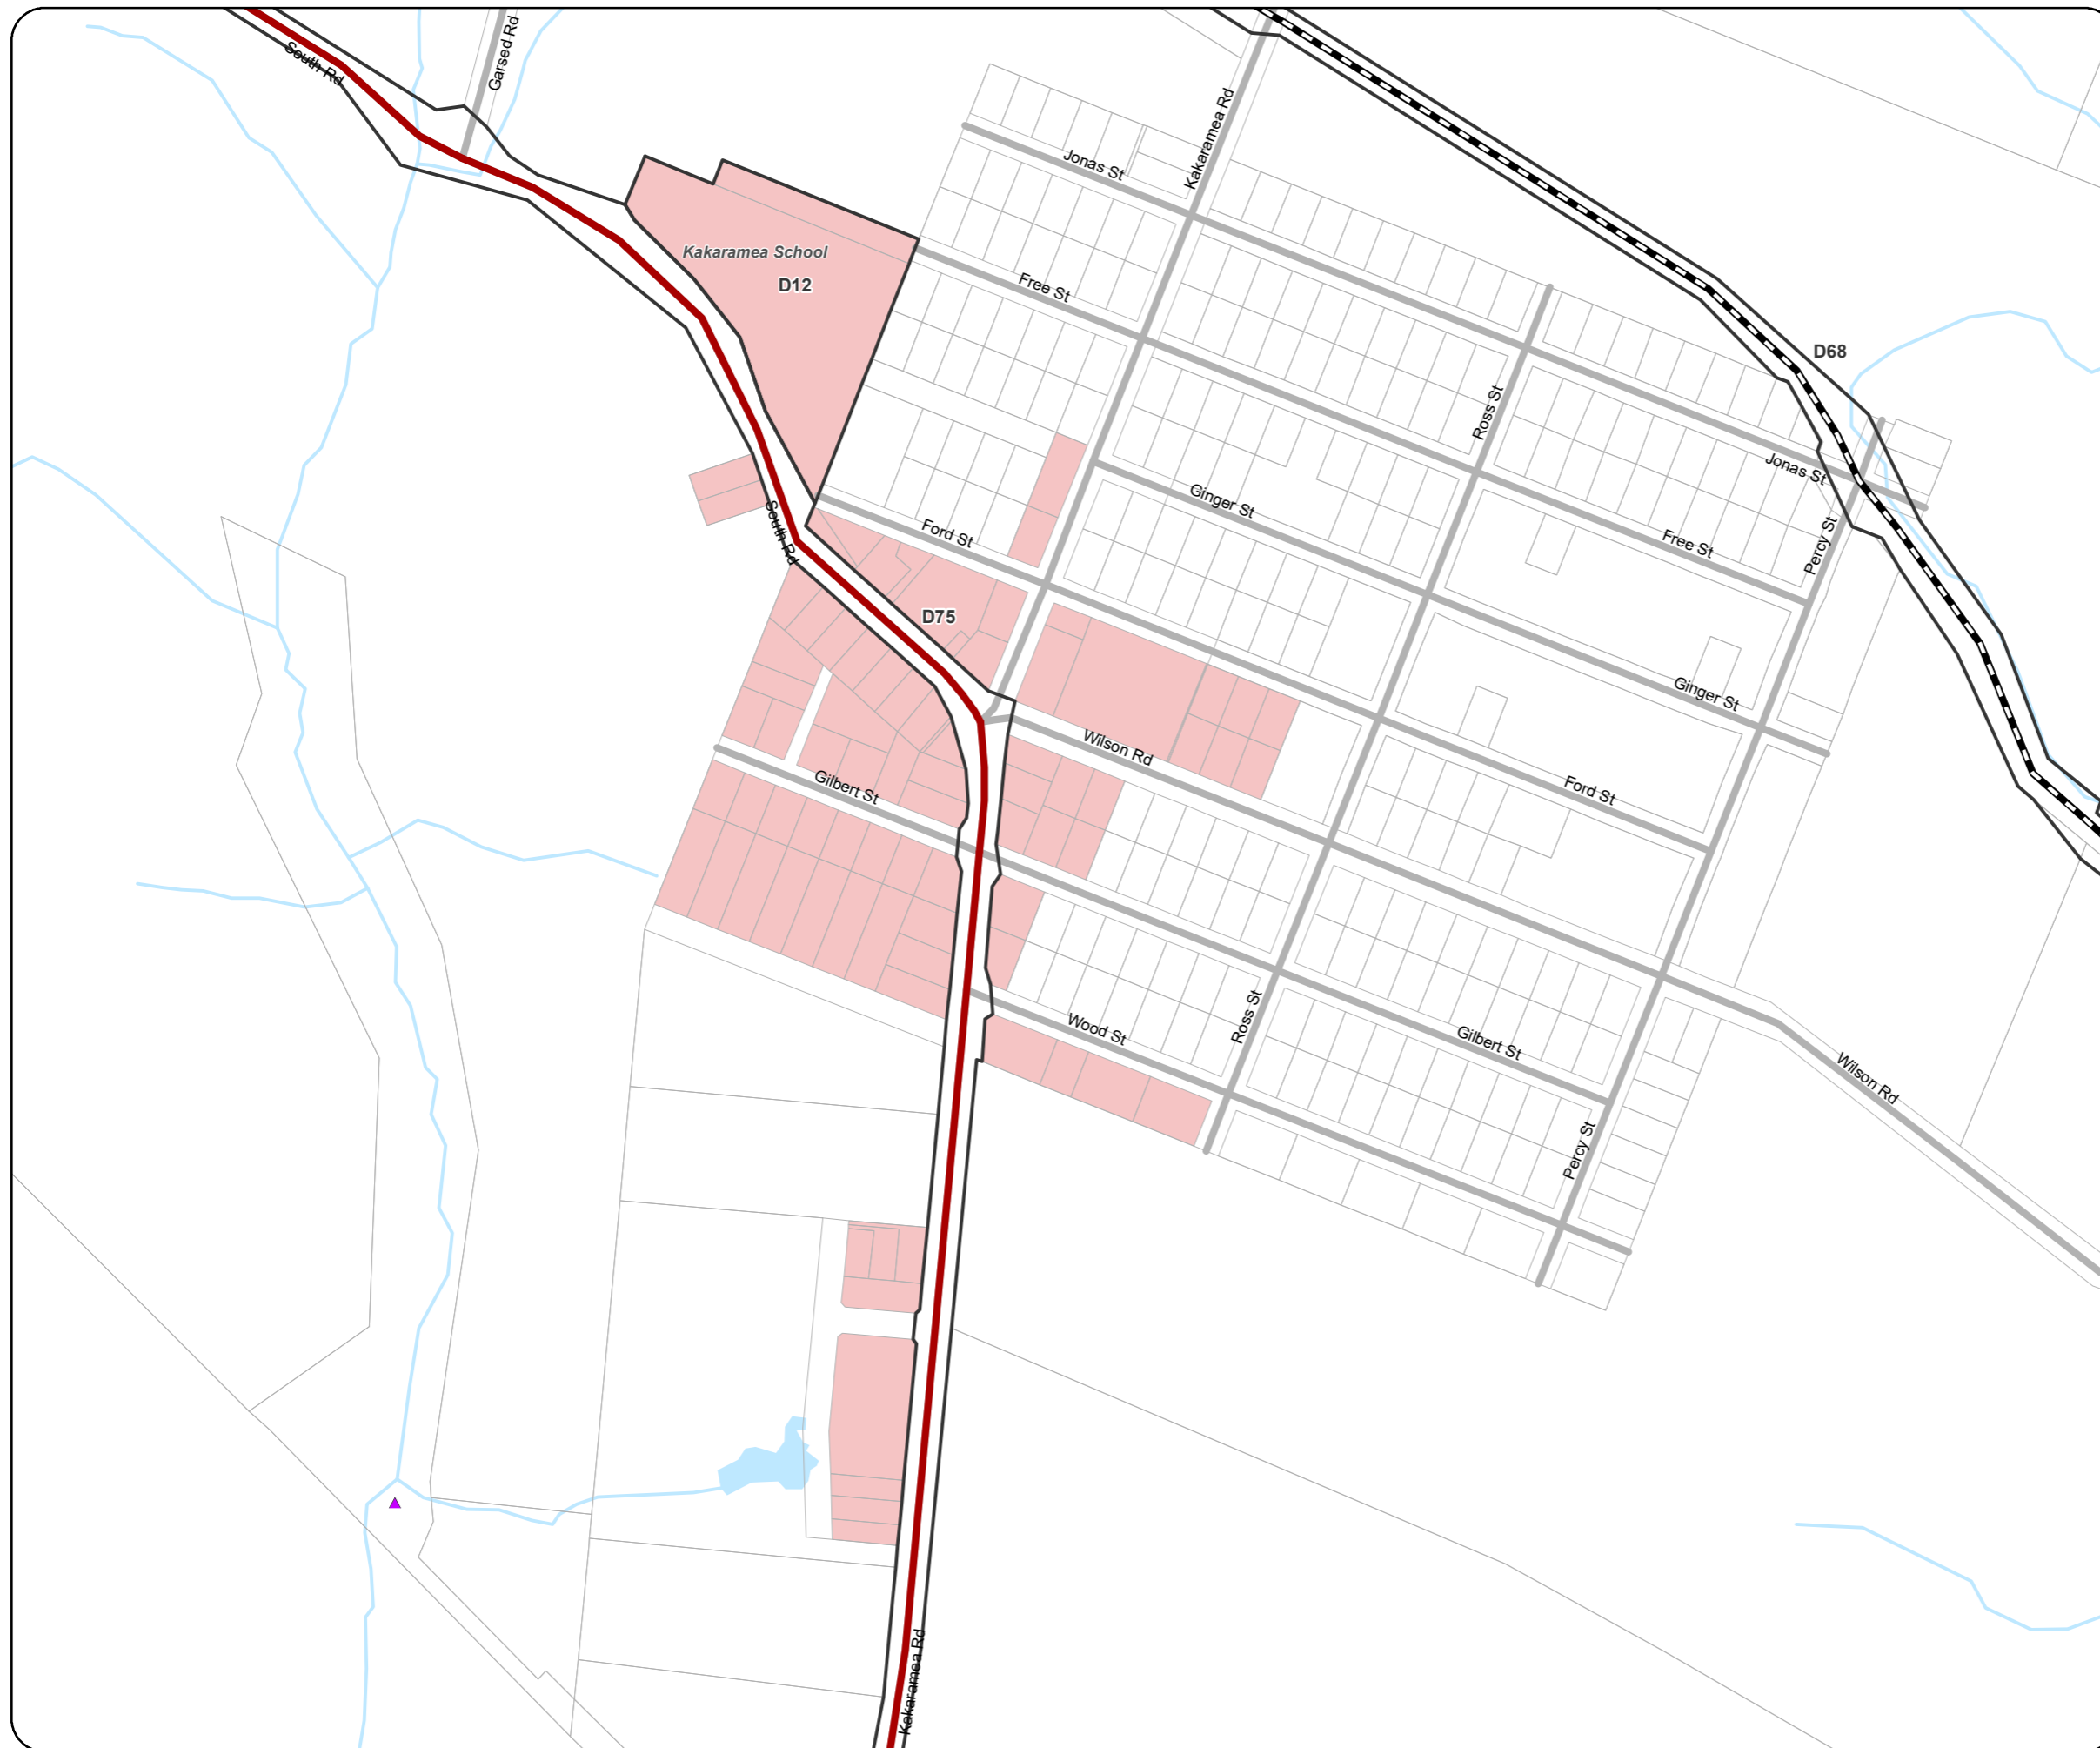 South Rd
Garsed Rd
Kakaramea Rd
Jonas St
Kakaramea School
D12
Free St
D68
Ross St
Jonas St
Ginger St
South Rd
Ford St
Free St
Percy St
D75
Ginger St
Wilson Rd
Gilbert St
Ford St
Ross St
Wood St
Gilbert St
Wilson Rd
Percy St
Kakaramea Rd